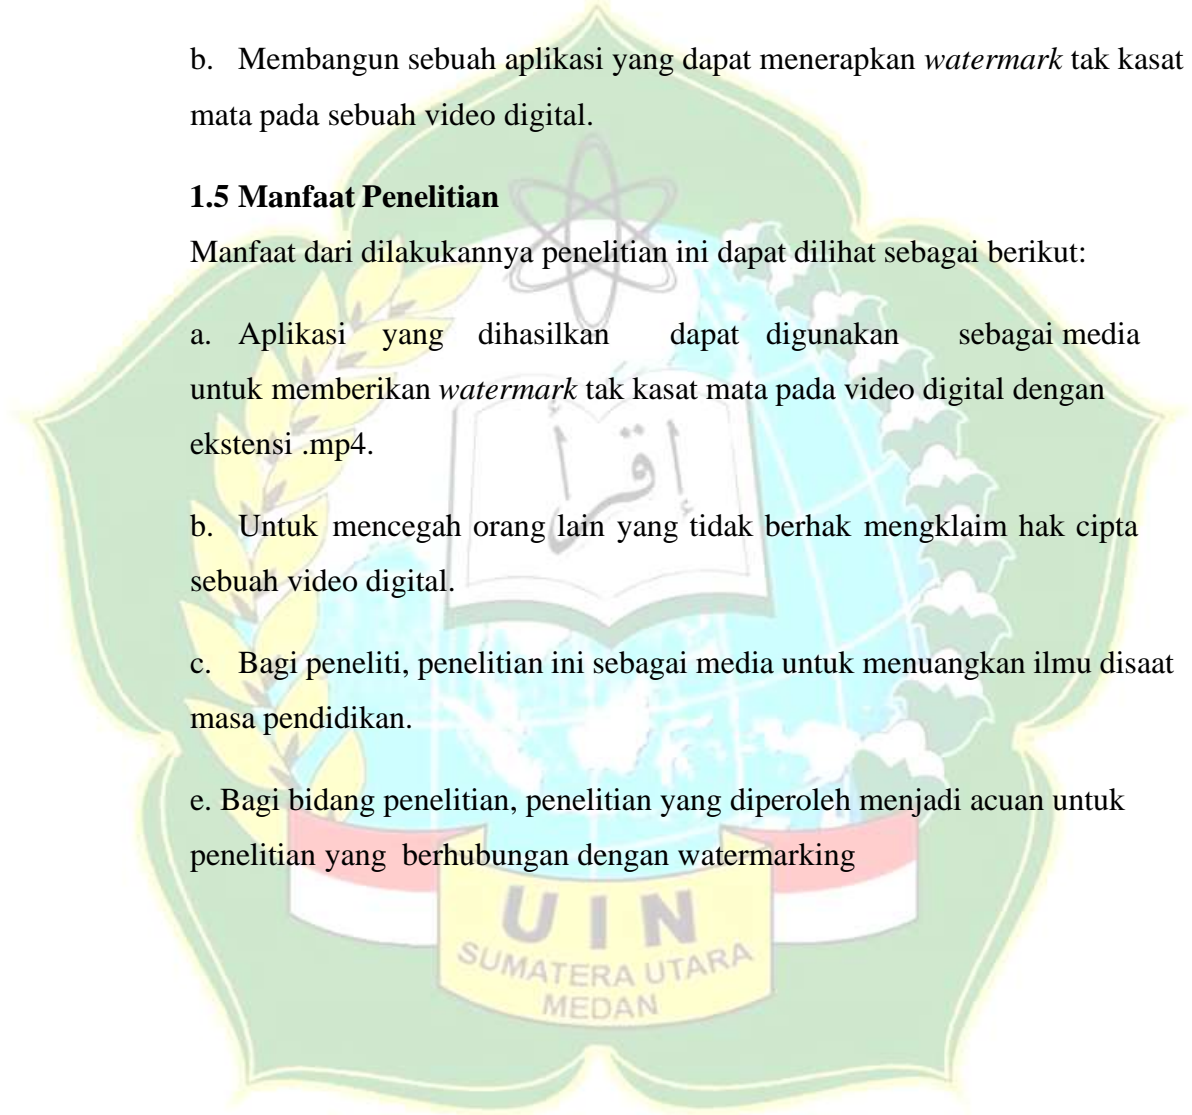 b. Membangun sebuah aplikasi yang dapat menerapkan watermark tak kasat
mata pada sebuah video digital.
1.5 Manfaat Penelitian
Manfaat dari dilakukannya penelitian ini dapat dilihat sebagai berikut:
a. Aplikasi yang dihasilkan dapat digunakan sebagai media
untuk memberikan watermark tak kasat mata pada video digital dengan
ekstensi .mp4.
إقرأ
b. Untuk mencegah orang lain yang tidak berhak mengklaim hak cipta
sebuah video digital.
c. Bagi peneliti, penelitian ini sebagai media untuk menuangkan ilmu disaat
masa pendidikan.
e. Bagi bidang penelitian, penelitian yang diperoleh menjadi acuan untuk
penelitian yang berhubungan dengan watermarking
UIN
SUMATERA UTARA
MEDAN